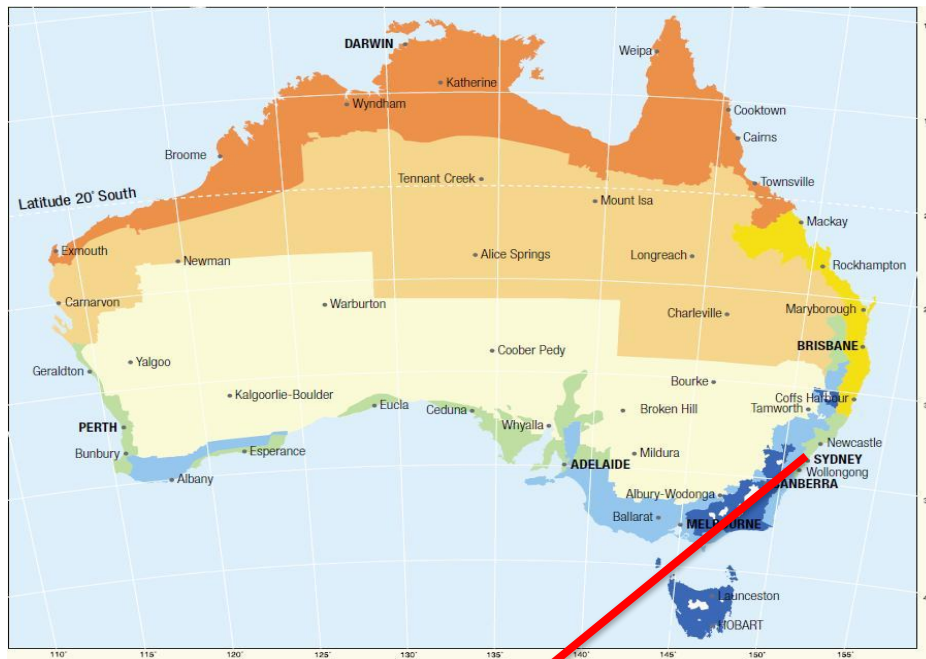 DARWIN
Weipa
Katherine
Wyndham
Cooktown
Cairns
Broome
Tennant Creek
Townsville
Latitude 20° South
Mount Isa
Mackay
Exmouth
Newman
Alice Springs
Longreach
Rockhampton
Carnarvon
Warburton
Charleville
Maryborough
BRISBANE
Coober Pedy
Yalgoo
Geraldton
Bourke
Kalgoorlie-Boulder
Coffs Harbour
Eucla
Ceduna
Broken Hill
Tamworth
PERTH
Whyalla
Newcastle
Bunbury
Esperance
Mildura
SYDNEY
ADELAIDE
Wollongong
Albany
CANBERRA
Albury-Wodonga
Ballarat
MELBOURNE
Launceston
HOBART
110° 115° 120° 125° 130° 135° 140° 145° 150° 155°